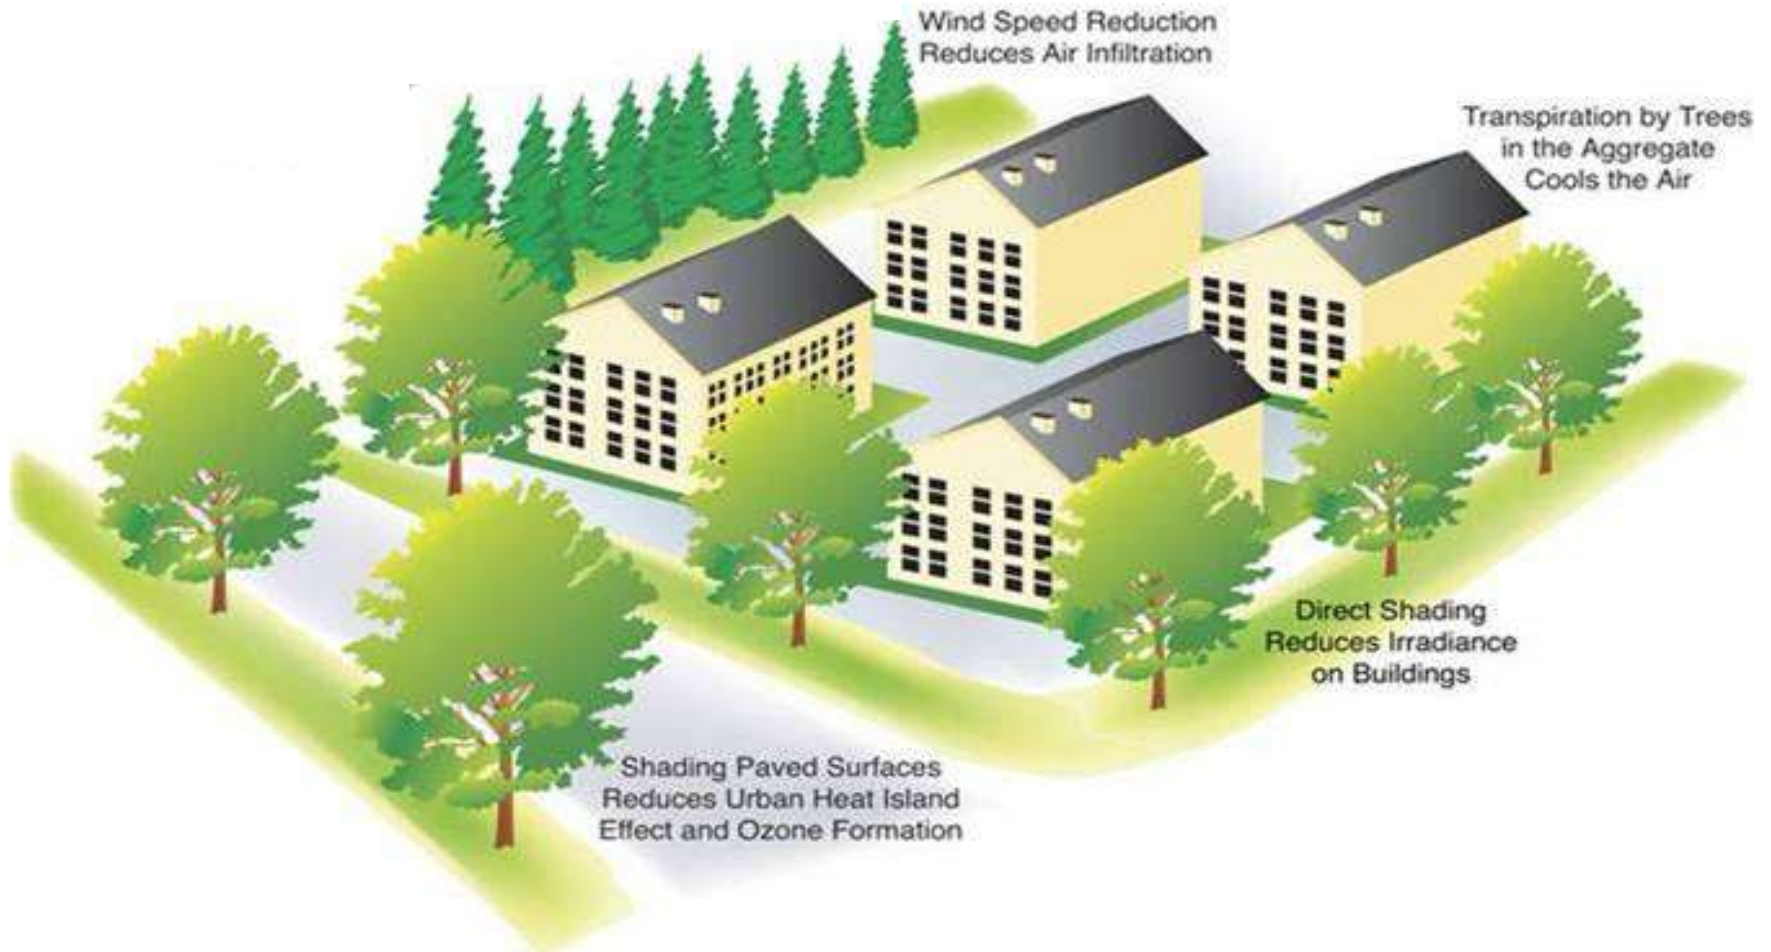 Wind Speed Reduction
Reduces Air Infiltration
Transpiration by Trees
in the Aggregate
Cools the Air
Direct Shading
Reduces Irradiance
on Buildings
Shading Paved Surfaces
Reduces Urban Heat Island
Effect and Ozone Formation